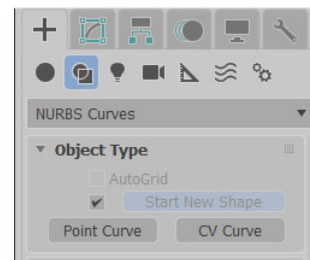 NURBS Curves
Object Type
AutoGrid
Start New Shape
Point Curve CV Curve